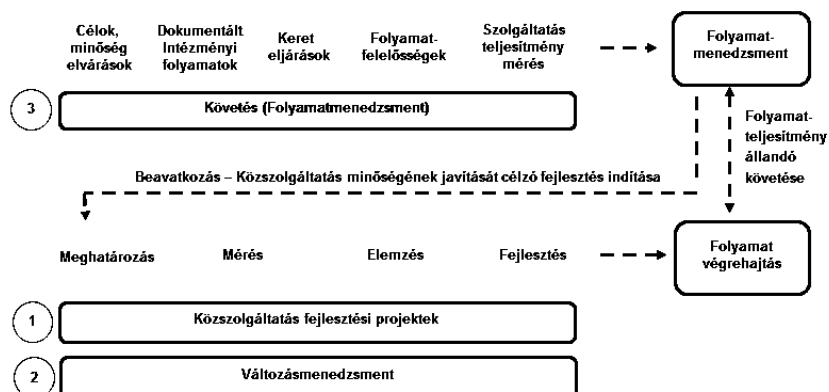 Célok,
minőség
elvárások
Dokumentált
Intézményi
folyamatok
Keret
eljárások
Folyamat-
felelősségek
Szolgáltatás
teljesítmény
mérés
Folyamat-
menedzsment
3
Követés (Folyamatmenedzsment)
Folyamat-
teljesítmény
állandó
követése
Beavatkozás – Közszolgáltatás minőségének javítását célzó fejlesztés indítása
Meghatározás
Mérés
Elemzés
Fejlesztés
Folyamat
végrehajtás
1
Közszolgáltatás fejlesztési projektek
2
Változásmenedzsment